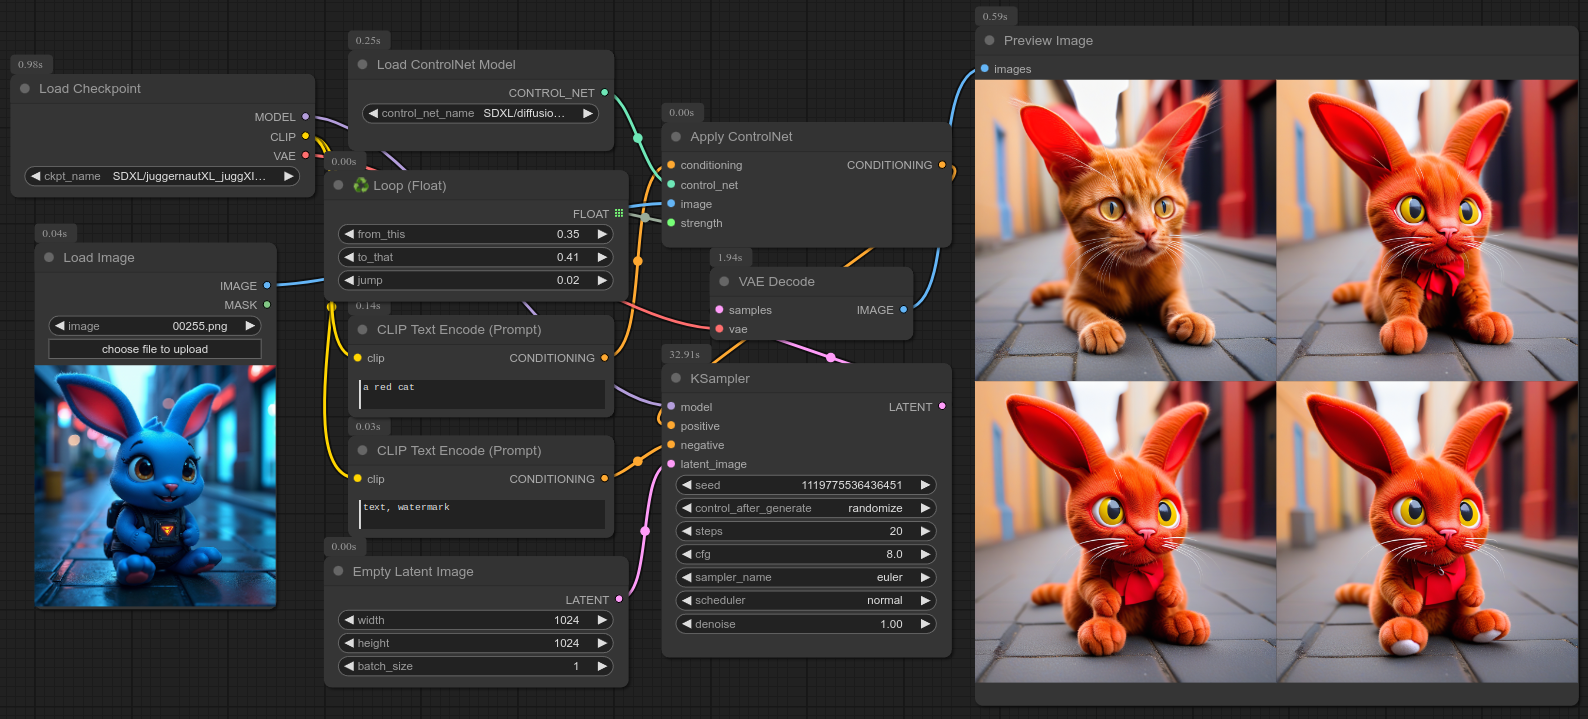 0.98s
Load Checkpoint
MODEL
CLIP
VAE
ckpt_name SDXL/juggernautXL_juggXI...
0.04s
Load Image
IMAGE
MASK
image 00255.png
choose file to upload
0.25s
Load ControlNet Model
CONTROL_NET
control_net_name SDXL/diffusio...
0.00s
♻️ Loop (Float)
FLOAT
from_this 0.35
to_that 0.41
jump 0.02
0.14s
CLIP Text Encode (Prompt)
clip CONDITIONING
a red cat
0.03s
CLIP Text Encode (Prompt)
clip CONDITIONING
text, watermark
0.00s
Empty Latent Image
LATENT
width 1024
height 1024
batch_size 1
0.00s
Apply ControlNet
conditioning CONDITIONING
control_net
image
strength
1.94s
VAE Decode
samples IMAGE
vae
32.91s
KSampler
model LATENT
positive
negative
latent_image
seed 1119775536436451
control_after_generate randomize
steps 20
cfg 8.0
sampler_name euler
scheduler normal
denoise 1.00
0.59s
Preview Image
images